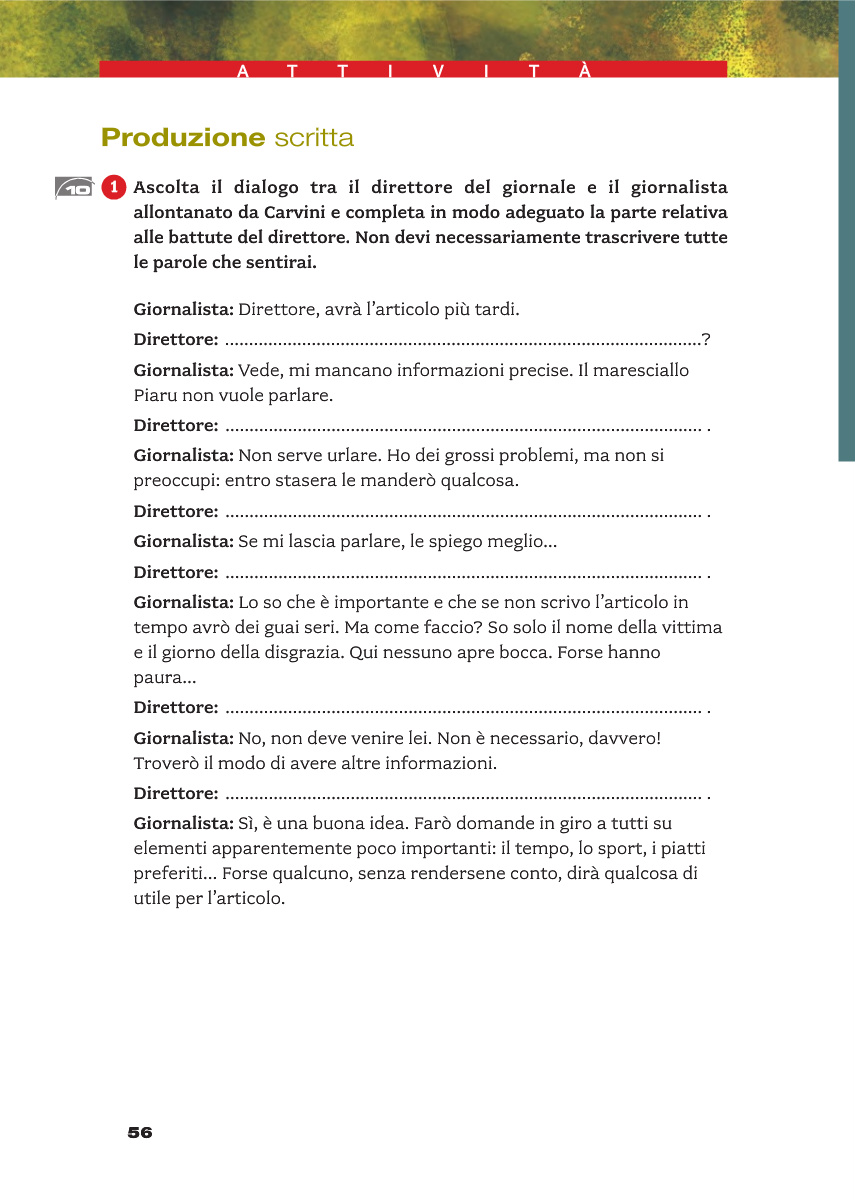 ATTIVITÀ
Produzione scritta
10 1 Ascolta il dialogo tra il direttore del giornale e il giornalista
allontanato da Carvini e completa in modo adeguato la parte relativa
alle battute del direttore. Non devi necessariamente trascrivere tutte
le parole che sentirai.
Giornalista: Direttore, avrà l'articolo più tardi.
Direttore: ...................................................................................................?
Giornalista: Vede, mi mancano informazioni precise. Il maresciallo
Piaru non vuole parlare.
Direttore: ................................................................................................... .
Giornalista: Non serve urlare. Ho dei grossi problemi, ma non si
preoccupi: entro stasera le manderò qualcosa.
Direttore: ................................................................................................... .
Giornalista: Se mi lascia parlare, le spiego meglio...
Direttore: ................................................................................................... .
Giornalista: Lo so che è importante e che se non scrivo l'articolo in
tempo avrò dei guai seri. Ma come faccio? So solo il nome della vittima
e il giorno della disgrazia. Qui nessuno apre bocca. Forse hanno
paura...
Direttore: ................................................................................................... .
Giornalista: No, non deve venire lei. Non è necessario, davvero!
Troverò il modo di avere altre informazioni.
Direttore: ................................................................................................... .
Giornalista: Sì, è una buona idea. Farò domande in giro a tutti su
elementi apparentemente poco importanti: il tempo, lo sport, i piatti
preferiti... Forse qualcuno, senza rendersene conto, dirà qualcosa di
utile per l'articolo.
56